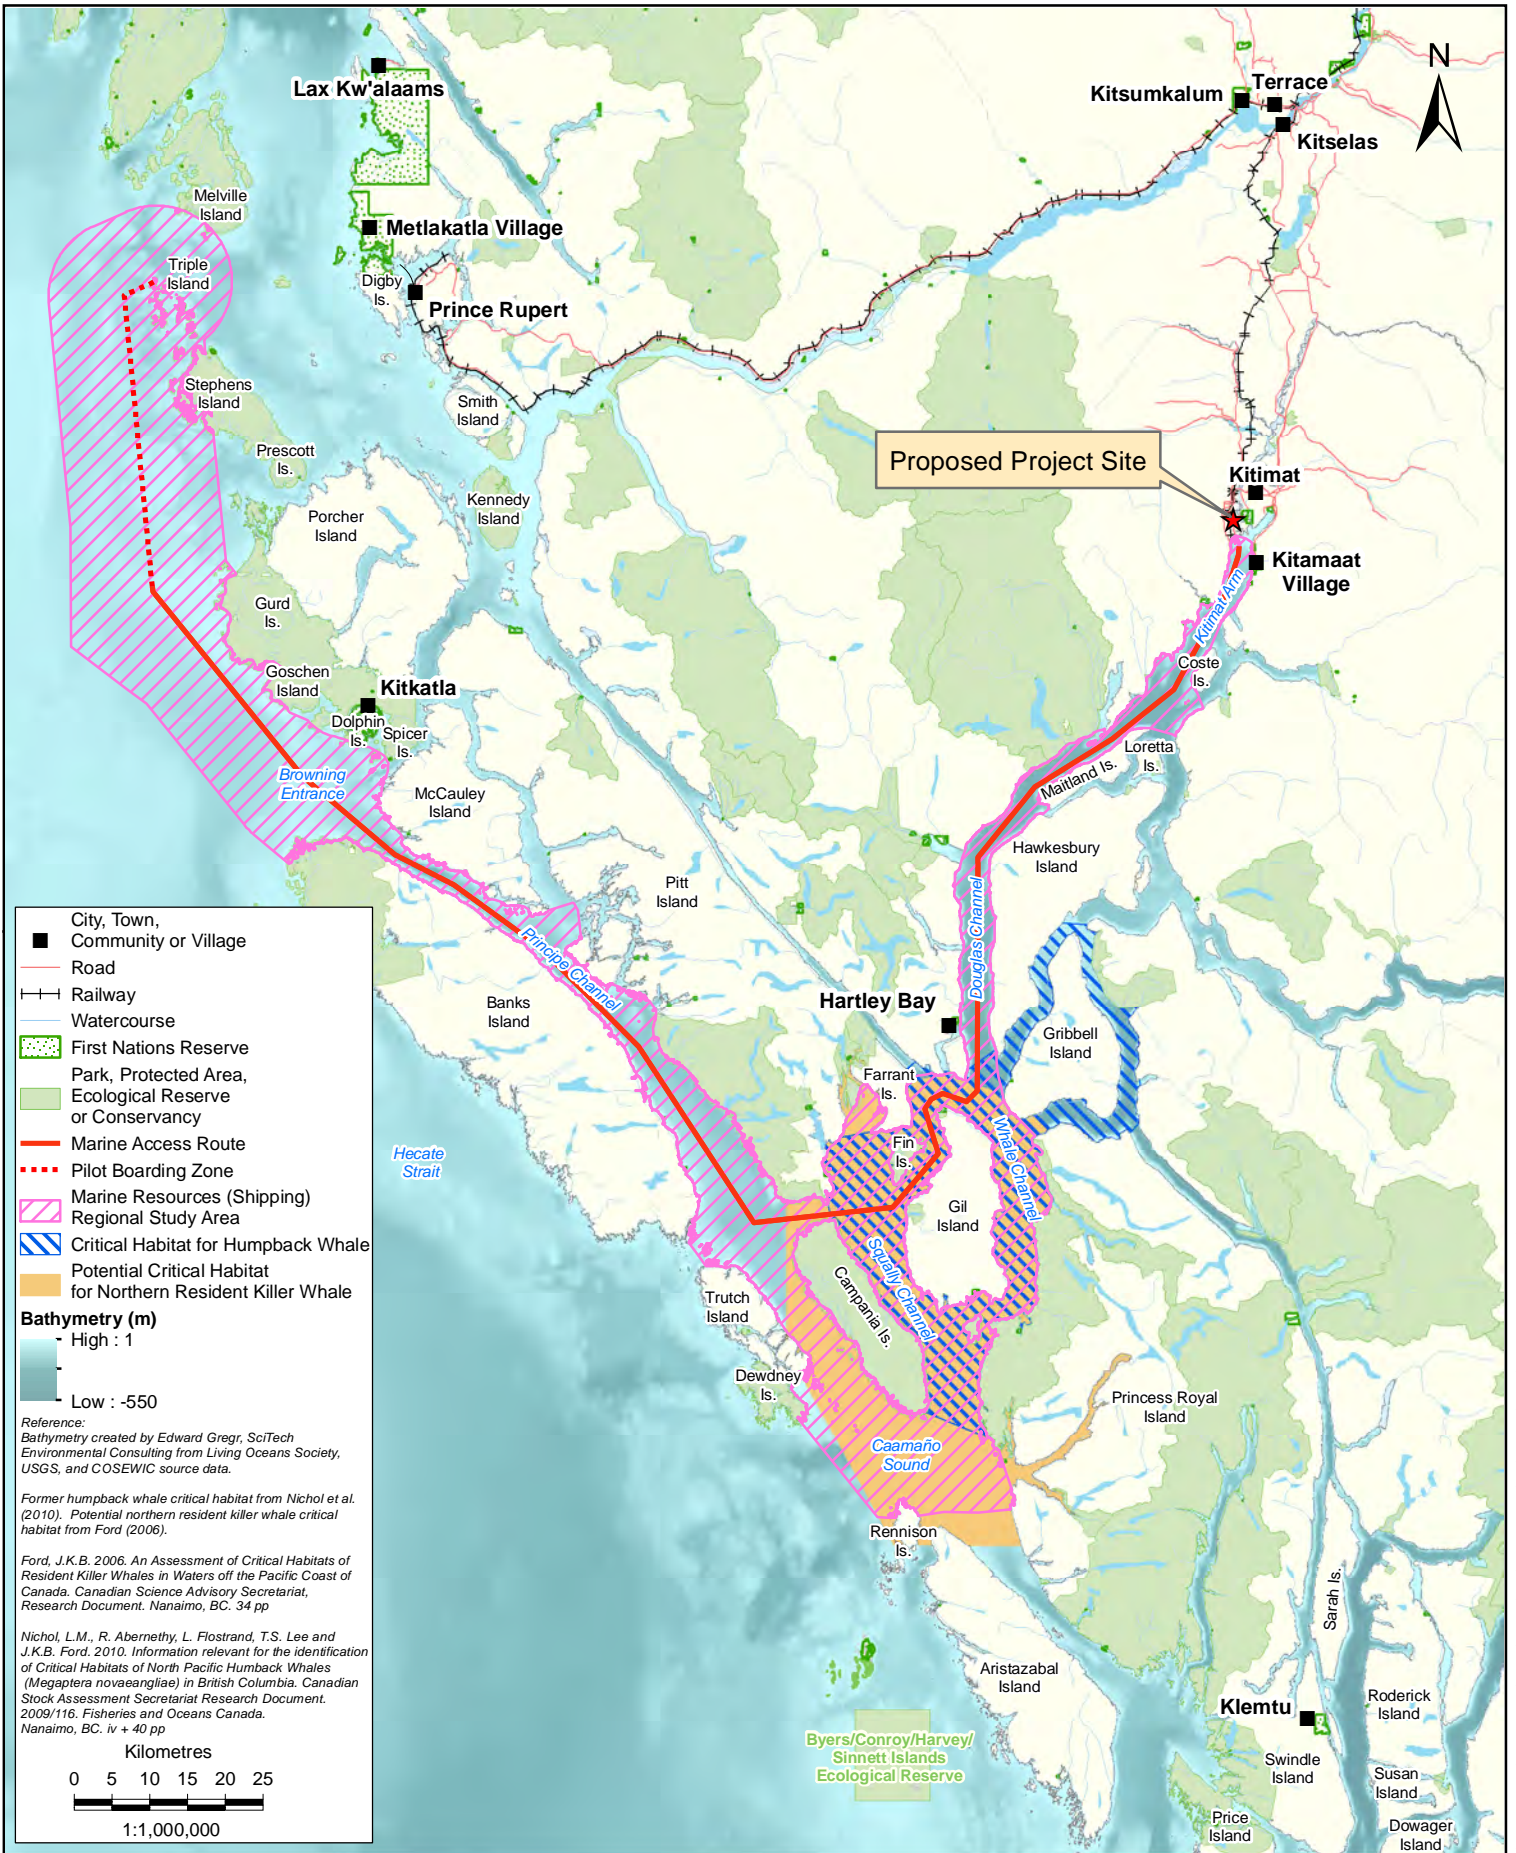 N
Lax Kw'alaams
Kitsumkalum
Terrace
Kitselas
Melville
Island
Metlakatla Village
Triple
Island
Digby
Is.
Prince Rupert
Stephens
Island
Smith
Island
Prescott
Is.
Proposed Project Site
Kitimat
Kennedy
Island
Porcher
Island
Kitamaat
Village
Kitimat Arm
Gurd
Is.
Goschen
Island
Kitkatla
Coste
Is.
Dolphin
Is.
Spicer
Is.
Loretta
Is.
Maitland Is.
Browning
Entrance
McCauley
Island
Hawkesbury
Island
Pitt
Island
Douglas Channel
Principe Channel
Banks
Island
Hartley Bay
Gribbell
Island
Farrant
Is.
Fin
Is.
Whale Channel
Hecate
Strait
Gil
Island
Squally Channel
Campania Is.
Trutch
Island
Dewdney
Is.
Princess Royal
Island
Caamaño
Sound
Rennison
Is.
Sarah Is.
Aristazabal
Island
Klemtu
Roderick
Island
Byers/Conroy/Harvey/
Sinnett Islands
Ecological Reserve
Swindle
Island
Susan
Island
Price
Island
Dowager
Island
City, Town,
Community or Village
Road
Railway
Watercourse
First Nations Reserve
Park, Protected Area,
Ecological Reserve
or Conservancy
Marine Access Route
Pilot Boarding Zone
Marine Resources (Shipping)
Regional Study Area
Critical Habitat for Humpback Whale
Potential Critical Habitat
for Northern Resident Killer Whale
Bathymetry (m)
High : 1
Low : -550
Reference:
Bathymetry created by Edward Gregr, SciTech
Environmental Consulting from Living Oceans Society,
USGS, and COSEWIC source data.
Former humpback whale critical habitat from Nichol et al.
(2010). Potential northern resident killer whale critical
habitat from Ford (2006).
Ford, J.K.B. 2006. An Assessment of Critical Habitats of
Resident Killer Whales in Waters off the Pacific Coast of
Canada. Canadian Science Advisory Secretariat,
Research Document. Nanaimo, BC. 34 pp
Nichol, L.M., R. Abernethy, L. Flostrand, T.S. Lee and
J.K.B. Ford. 2010. Information relevant for the identification
of Critical Habitats of North Pacific Humback Whales
(Megaptera novaeangliae) in British Columbia. Canadian
Stock Assessment Secretariat Research Document.
2009/116. Fisheries and Oceans Canada.
Nanaimo, BC. iv + 40 pp
Kilometres
0 5 10 15 20 25
1:1,000,000